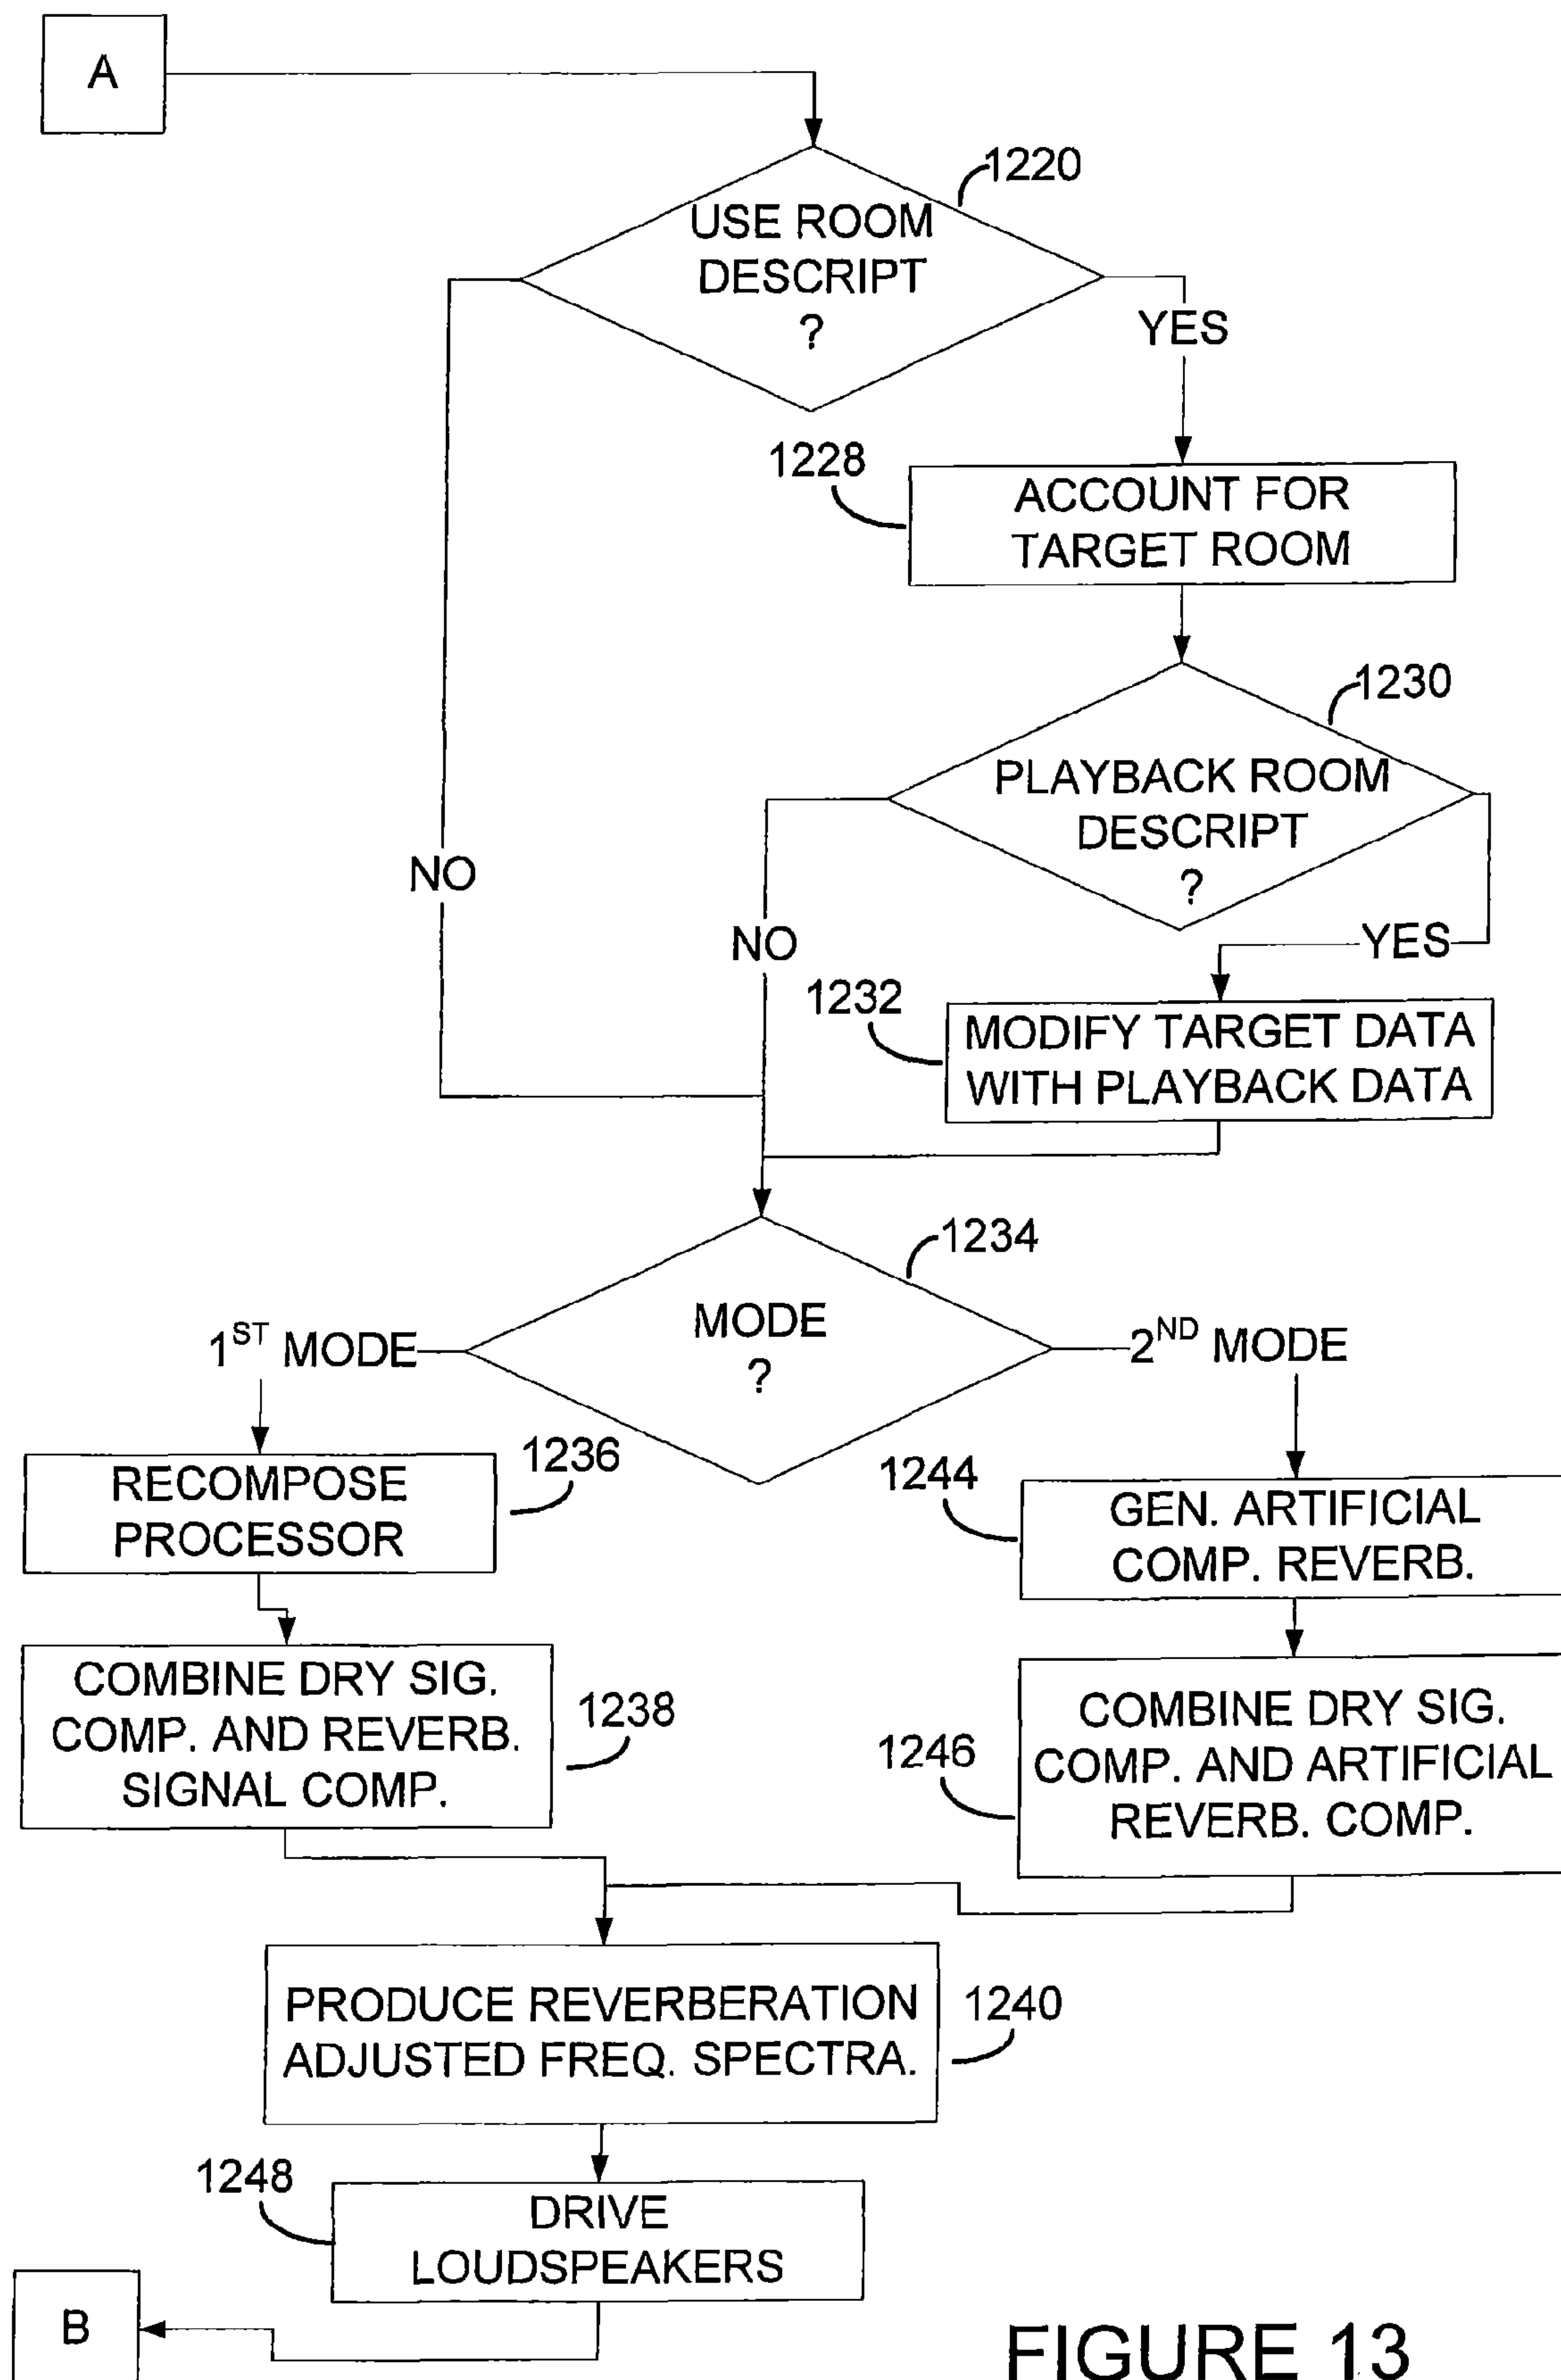 A
1220
USE ROOM
DESCRIPT
?
YES
1228
ACCOUNT FOR
TARGET ROOM
1230
PLAYBACK ROOM
DESCRIPT
?
NO
NO
YES
1232
MODIFY TARGET DATA
WITH PLAYBACK DATA
1234
MODE
?
1ST MODE
2ND MODE
1236
RECOMPOSE
PROCESSOR
1244
GEN. ARTIFICIAL
COMP. REVERB.
COMBINE DRY SIG.
COMP. AND REVERB.
SIGNAL COMP.
1238
1246
COMBINE DRY SIG.
COMP. AND ARTIFICIAL
REVERB. COMP.
PRODUCE REVERBERATION
ADJUSTED FREQ. SPECTRA.
1240
1248
DRIVE
LOUDSPEAKERS
B
FIGURE 13